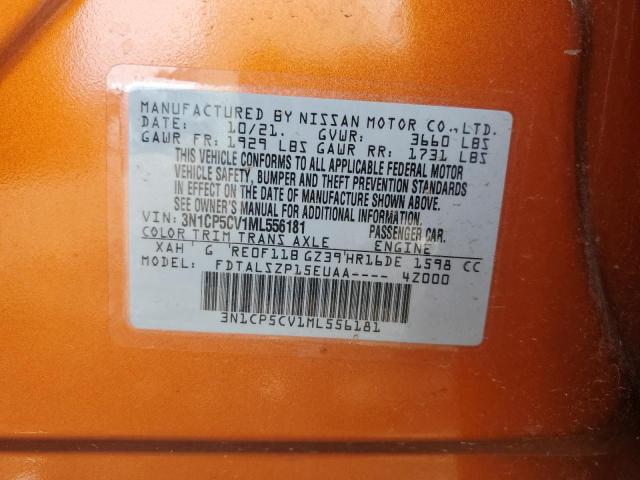 MANUFACTURED BY NISSAN MOTOR CO., LTD.
DATE: 10/21. GVWR: 3660 LBS
GAWR FR: 1929 LBS GAWR RR: 1731 LBS
THIS VEHICLE CONFORMS TO ALL APPLICABLE FEDERAL MOTOR
VEHICLE SAFETY, BUMPER AND THEFT PREVENTION STANDARDS
IN EFFECT ON THE DATE OF MANUFACTURE SHOWN ABOVE.
SEE OWNER'S MANUAL FOR ADDITIONAL INFORMATION.
VIN: 3N1CP5CV1ML556181 PASSENGER CAR.
COLOR TRIM TRANS AXLE ENGINE
XAH' G RE0F11B GZ39'HR16DE 1598 CC
MODEL: FDTALSZP15EUAA---- 4Z000
3N1CP5CV1ML556181